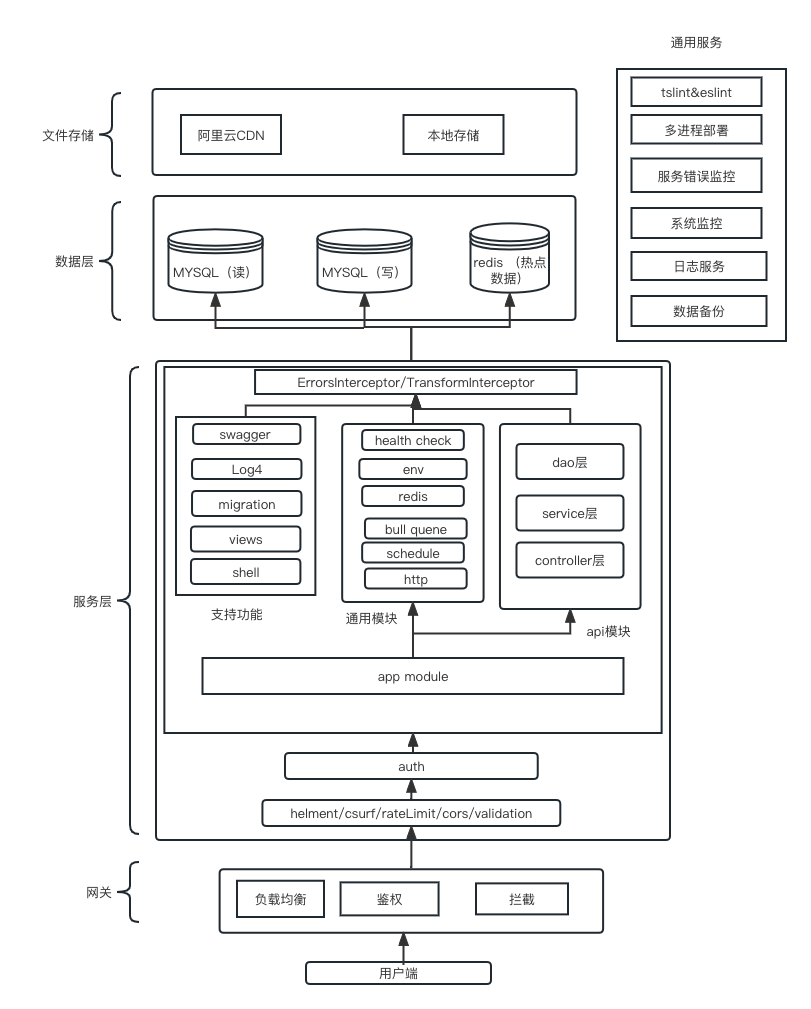 通用服务
tslint&eslint
多进程部署
服务错误监控
系统监控
日志服务
数据备份
文件存储
阿里云CDN
本地存储
数据层
MYSQL（读）
MYSQL（写）
redis （热点
数据）
服务层
ErrorsInterceptor/TransformInterceptor
swagger
Log4
migration
views
shell
支持功能
health check
env
redis
bull quene
schedule
http
通用模块
dao层
service层
controller层
api模块
app module
auth
helment/csurf/rateLimit/cors/validation
网关
负载均衡
鉴权
拦截
用户端